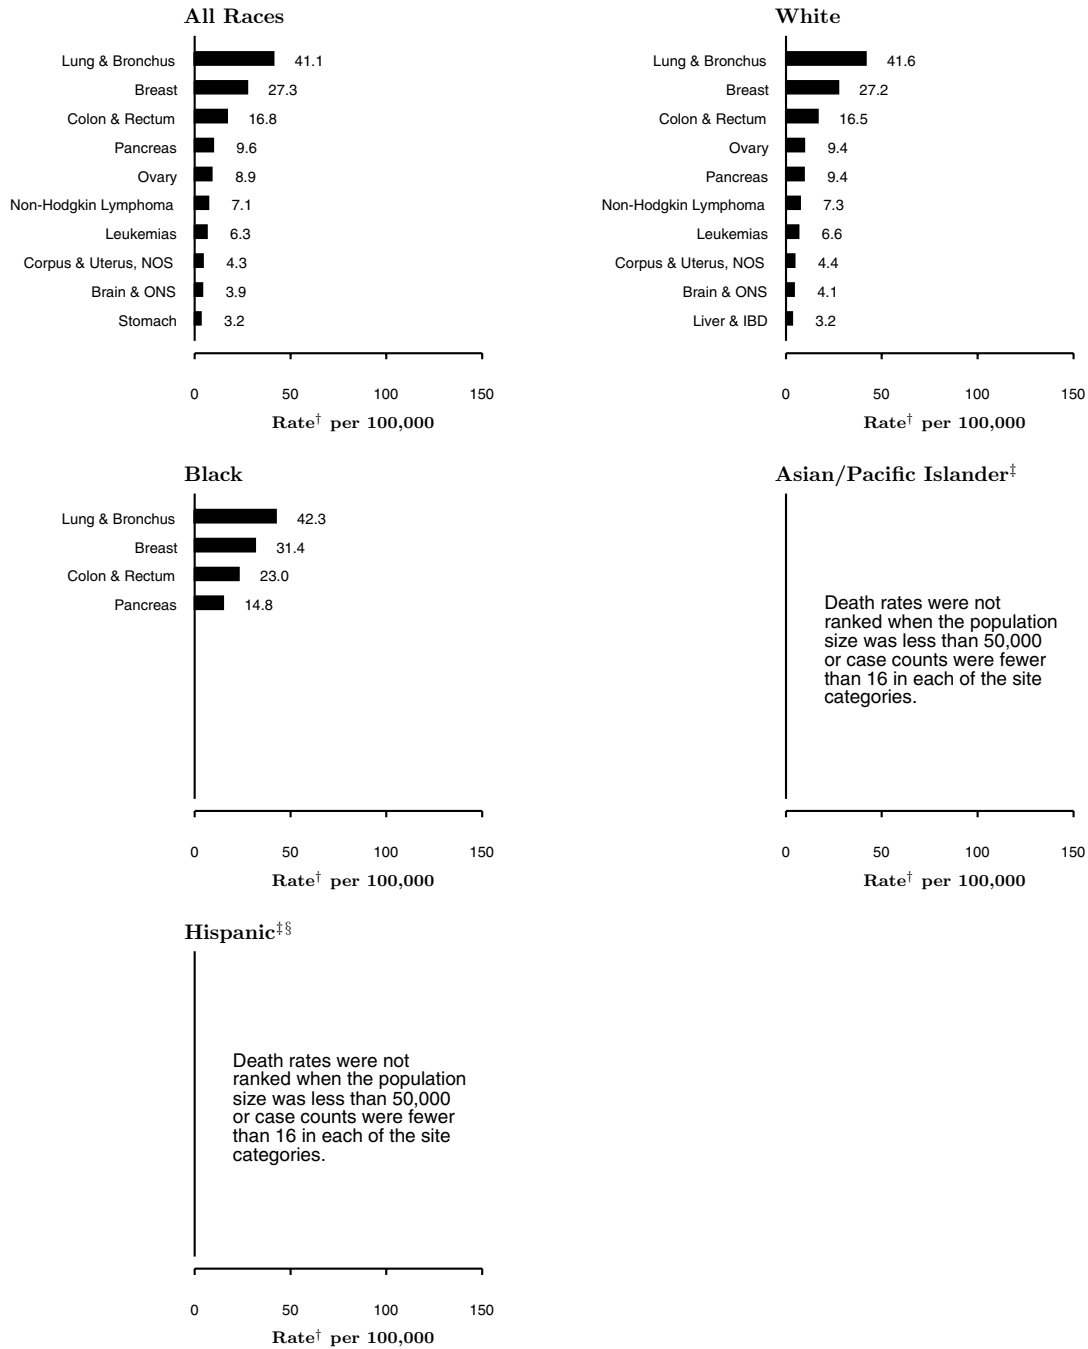 All Races
Lung & Bronchus 41.1
Breast 27.3
Colon & Rectum 16.8
Pancreas 9.6
Ovary 8.9
Non-Hodgkin Lymphoma 7.1
Leukemias 6.3
Corpus & Uterus, NOS 4.3
Brain & ONS 3.9
Stomach 3.2
0 50 100 150
Rate† per 100,000
White
Lung & Bronchus 41.6
Breast 27.2
Colon & Rectum 16.5
Ovary 9.4
Pancreas 9.4
Non-Hodgkin Lymphoma 7.3
Leukemias 6.6
Corpus & Uterus, NOS 4.4
Brain & ONS 4.1
Liver & IBD 3.2
0 50 100 150
Rate† per 100,000
Black
Lung & Bronchus 42.3
Breast 31.4
Colon & Rectum 23.0
Pancreas 14.8
0 50 100 150
Rate† per 100,000
Asian/Pacific Islander‡
Death rates were not
ranked when the population
size was less than 50,000
or case counts were fewer
than 16 in each of the site
categories.
0 50 100 150
Rate† per 100,000
Hispanic‡§
Death rates were not
ranked when the population
size was less than 50,000
or case counts were fewer
than 16 in each of the site
categories.
0 50 100 150
Rate† per 100,000